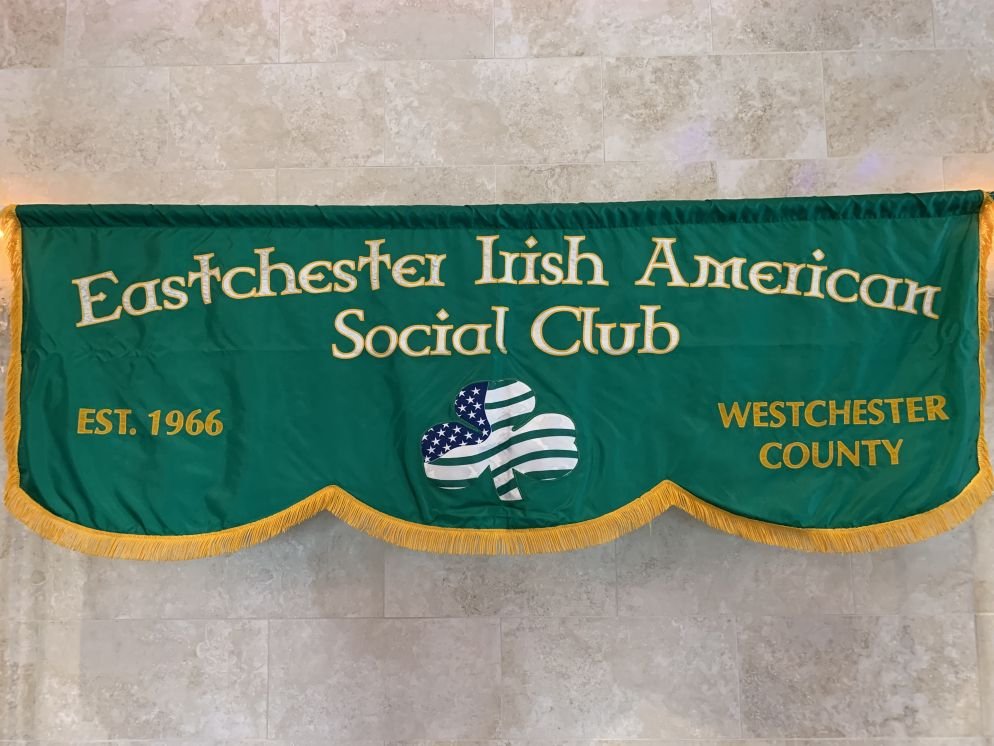 Eastchester Irish American
Social Club
EST. 1966
WESTCHESTER
COUNTY